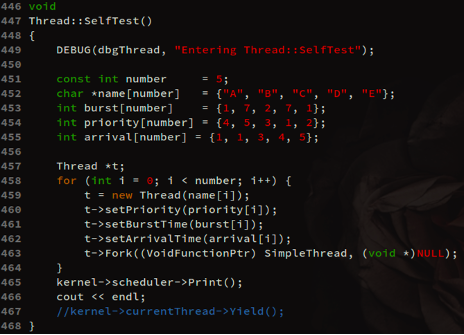 446 void
447 Thread::SelfTest()
448 {
449     DEBUG(dbgThread, "Entering Thread::SelfTest");
450
451     const int number     = 5;
452     char *name[number]   = {"A", "B", "C", "D", "E"};
453     int burst[number]    = {1, 7, 2, 7, 1};
454     int priority[number] = {4, 5, 3, 1, 2};
455     int arrival[number] = {1, 1, 3, 4, 5};
456
457     Thread *t;
458     for (int i = 0; i < number; i++) {
459         t = new Thread(name[i]);
460         t->setPriority(priority[i]);
461         t->setBurstTime(burst[i]);
462         t->setArrivalTime(arrival[i]);
463         t->Fork((VoidFunctionPtr) SimpleThread, (void *)NULL);
464     }
465     kernel->scheduler->Print();
466     cout << endl;
467     //kernel->currentThread->Yield();
468 }